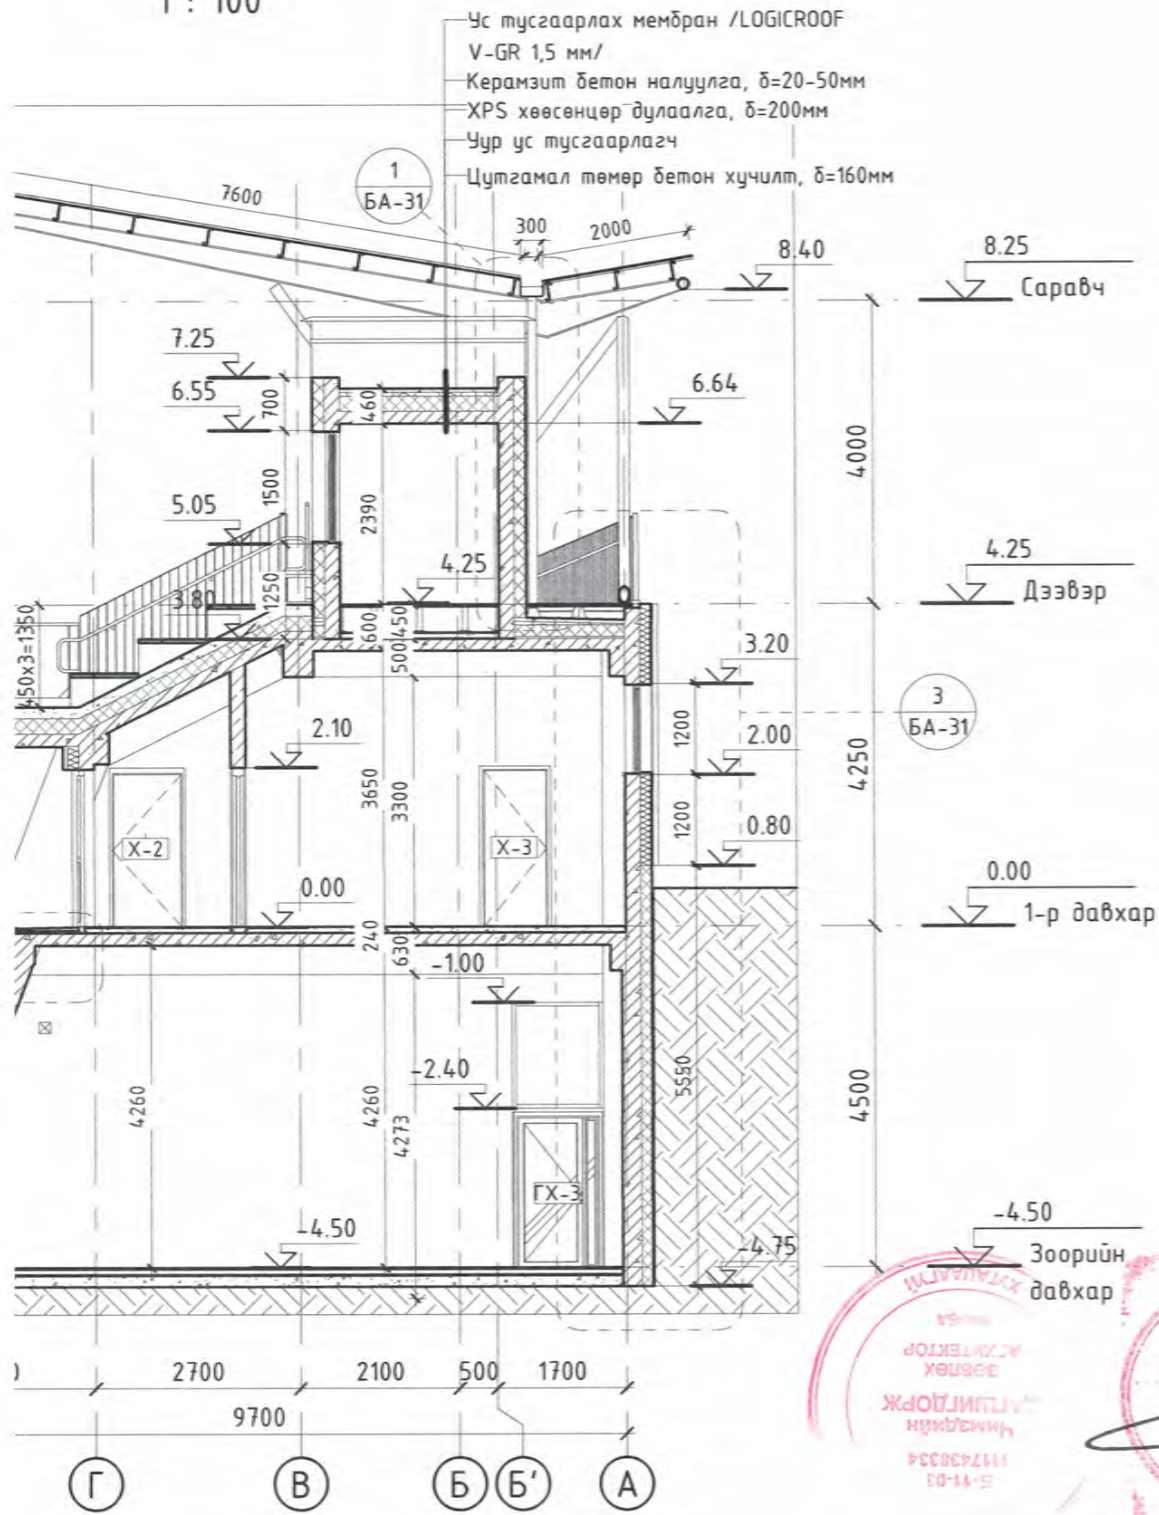 1 : 100
Ус тусгаарлах мембран /LOGICROOF
V-GR 1,5 мм/
Керамзит бетон налуулга, δ=20-50мм
XPS хөөсөнцөр дулаалга, δ=200мм
Уур ус тусгаарлагч
Цутгамал төмөр бетон хучилт, δ=160мм
1
БА-31
7600
300
2000
8.40
8.25
Саравч
7.25
6.55
700
460
6.64
4000
1500
2390
5.05
4.25
4.25
Дээвэр
3.80
1250
600
450
500
450x3=1350
3.20
3
БА-31
2.10
1200
2.00
4250
3650
3300
1200
0.80
X-2
X-3
0.00
0.00
1-р давхар
240
630
-1.00
-2.40
4260
4260
4273
5550
4500
ГХ-3
-4.50
-4.75
-4.50
Зоорийн
давхар
2700
2100
500
1700
9700
Г
В
Б
Б'
А
ХУГАЦААГҮЙ
АРХИТЕКТОР
ЗӨВЛӨХ
Чимэдийн
1117438334